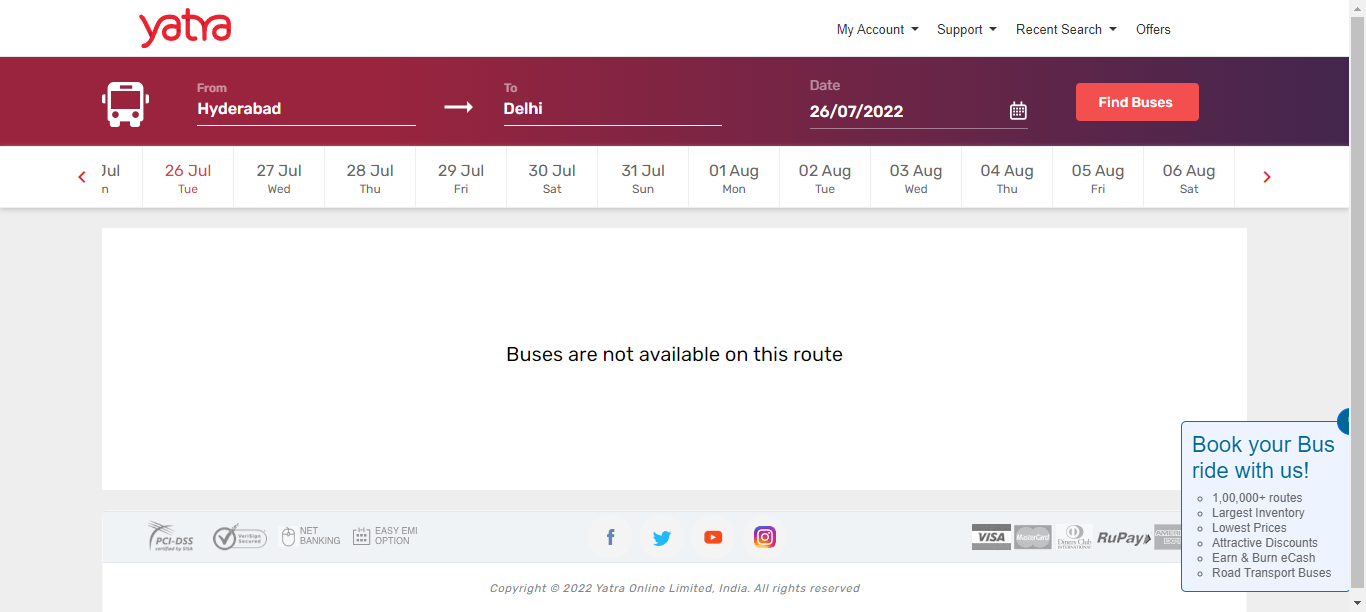 yatra
My Account Support Recent Search Offers
From To Date
Hyderabad Delhi 26/07/2022 Find Buses
Jul 26 Jul 27 Jul 28 Jul 29 Jul 30 Jul 31 Jul 01 Aug 02 Aug 03 Aug 04 Aug 05 Aug 06 Aug
n Tue Wed Thu Fri Sat Sun Mon Tue Wed Thu Fri Sat
Buses are not available on this route
Book your Bus
ride with us!
1,00,000+ routes
Largest Inventory
Lowest Prices
Attractive Discounts
Earn & Burn eCash
Road Transport Buses
PCI-DSS
certified by SISA
VeriSign
Secured
NET
BANKING
EASY EMI
OPTION
VISA
MasterCard
Diners Club
INTERNATIONAL
RuPay
Copyright © 2022 Yatra Online Limited, India. All rights reserved